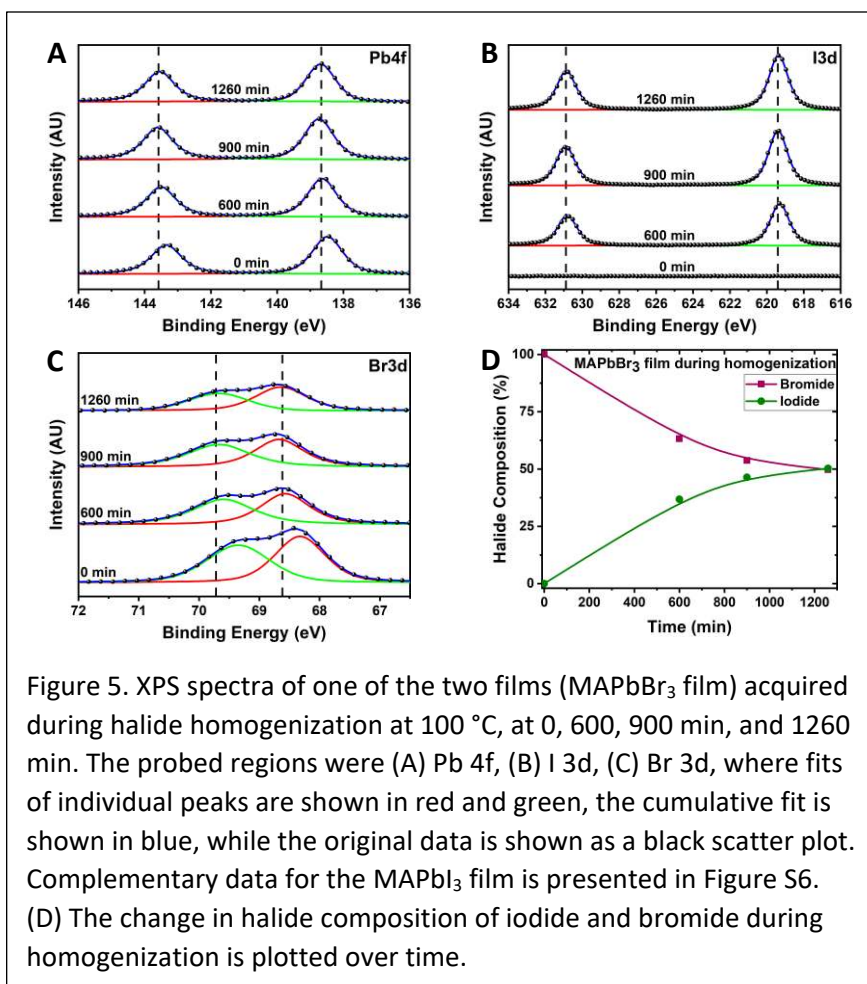 A
Pb4f
1260 min
900 min
600 min
0 min
Intensity (AU)
146 144 142 140 138 136
Binding Energy (eV)
B
I3d
1260 min
900 min
600 min
0 min
Intensity (AU)
634 632 630 628 626 624 622 620 618 616
Binding Energy (eV)
C
Br3d
1260 min
900 min
600 min
0 min
Intensity (AU)
72 71 70 69 68 67
Binding Energy (eV)
D
MAPbBr₃ film during homogenization
Bromide
Iodide
Halide Composition (%)
100
75
50
25
0
0 200 400 600 800 1000 1200
Time (min)
Figure 5. XPS spectra of one of the two films (MAPbBr₃ film) acquired
during halide homogenization at 100 °C, at 0, 600, 900 min, and 1260
min. The probed regions were (A) Pb 4f, (B) I 3d, (C) Br 3d, where fits
of individual peaks are shown in red and green, the cumulative fit is
shown in blue, while the original data is shown as a black scatter plot.
Complementary data for the MAPbI₃ film is presented in Figure S6.
(D) The change in halide composition of iodide and bromide during
homogenization is plotted over time.